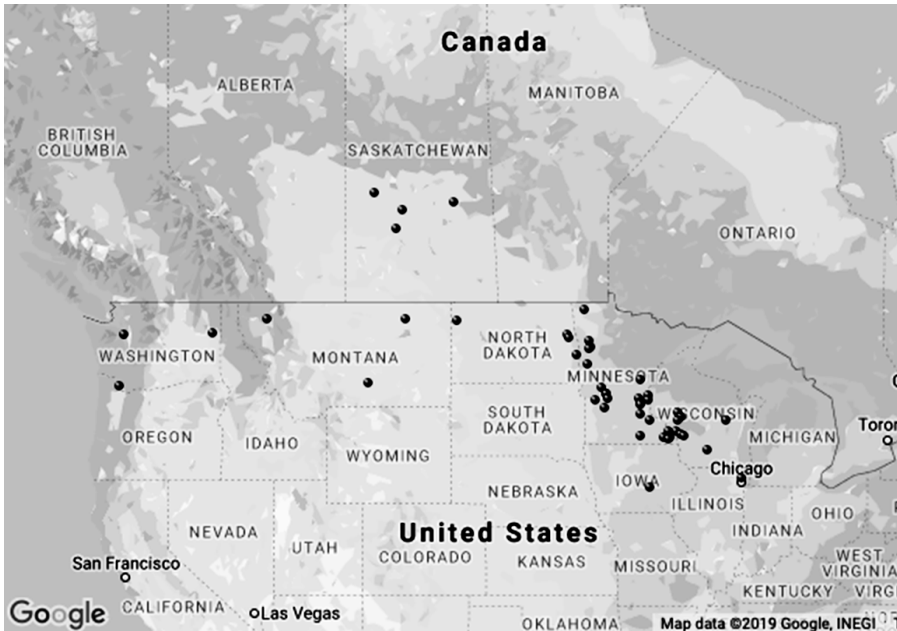 Canada
ALBERTA
MANITOBA
BRITISH
COLUMBIA
SASKATCHEWAN
ONTARIO
WASHINGTON
MONTANA
NORTH
DAKOTA
MINNESOTA
OREGON
IDAHO
SOUTH
DAKOTA
WISCONSIN
MICHIGAN
Toron
WYOMING
Chicago
IOWA
NEBRASKA
ILLINOIS
INDIANA
OHIO
NEVADA
UTAH
United States
COLORADO
KANSAS
MISSOURI
WEST
VIRGINIA
San Francisco
KENTUCKY
VIRG
CALIFORNIA
Las Vegas
Google
OKLAHOMA
Map data ©2019 Google, INEGI